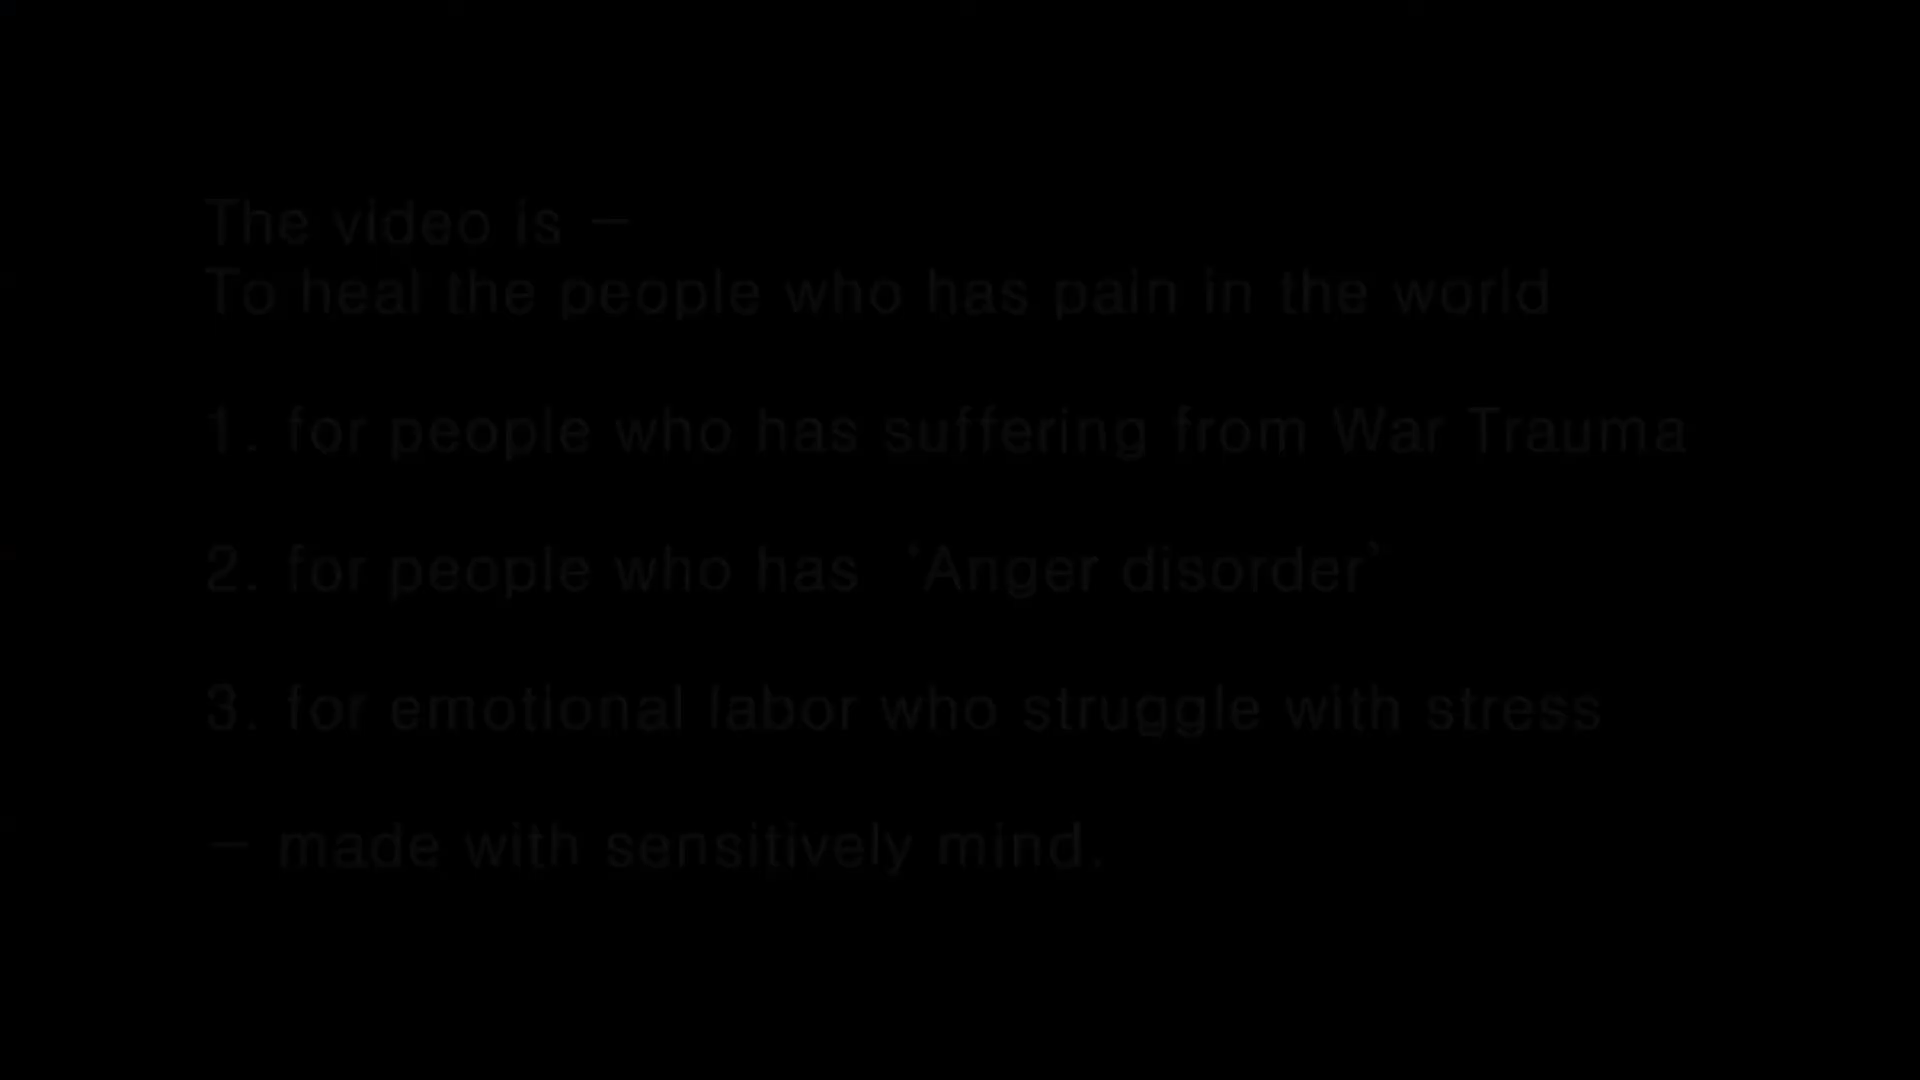 The video is –
To heal the people who has pain in the world
1. for people who has suffering from War Trauma
2. for people who has ‘Anger disorder’
3. for emotional labor who struggle with stress
– made with sensitively mind.